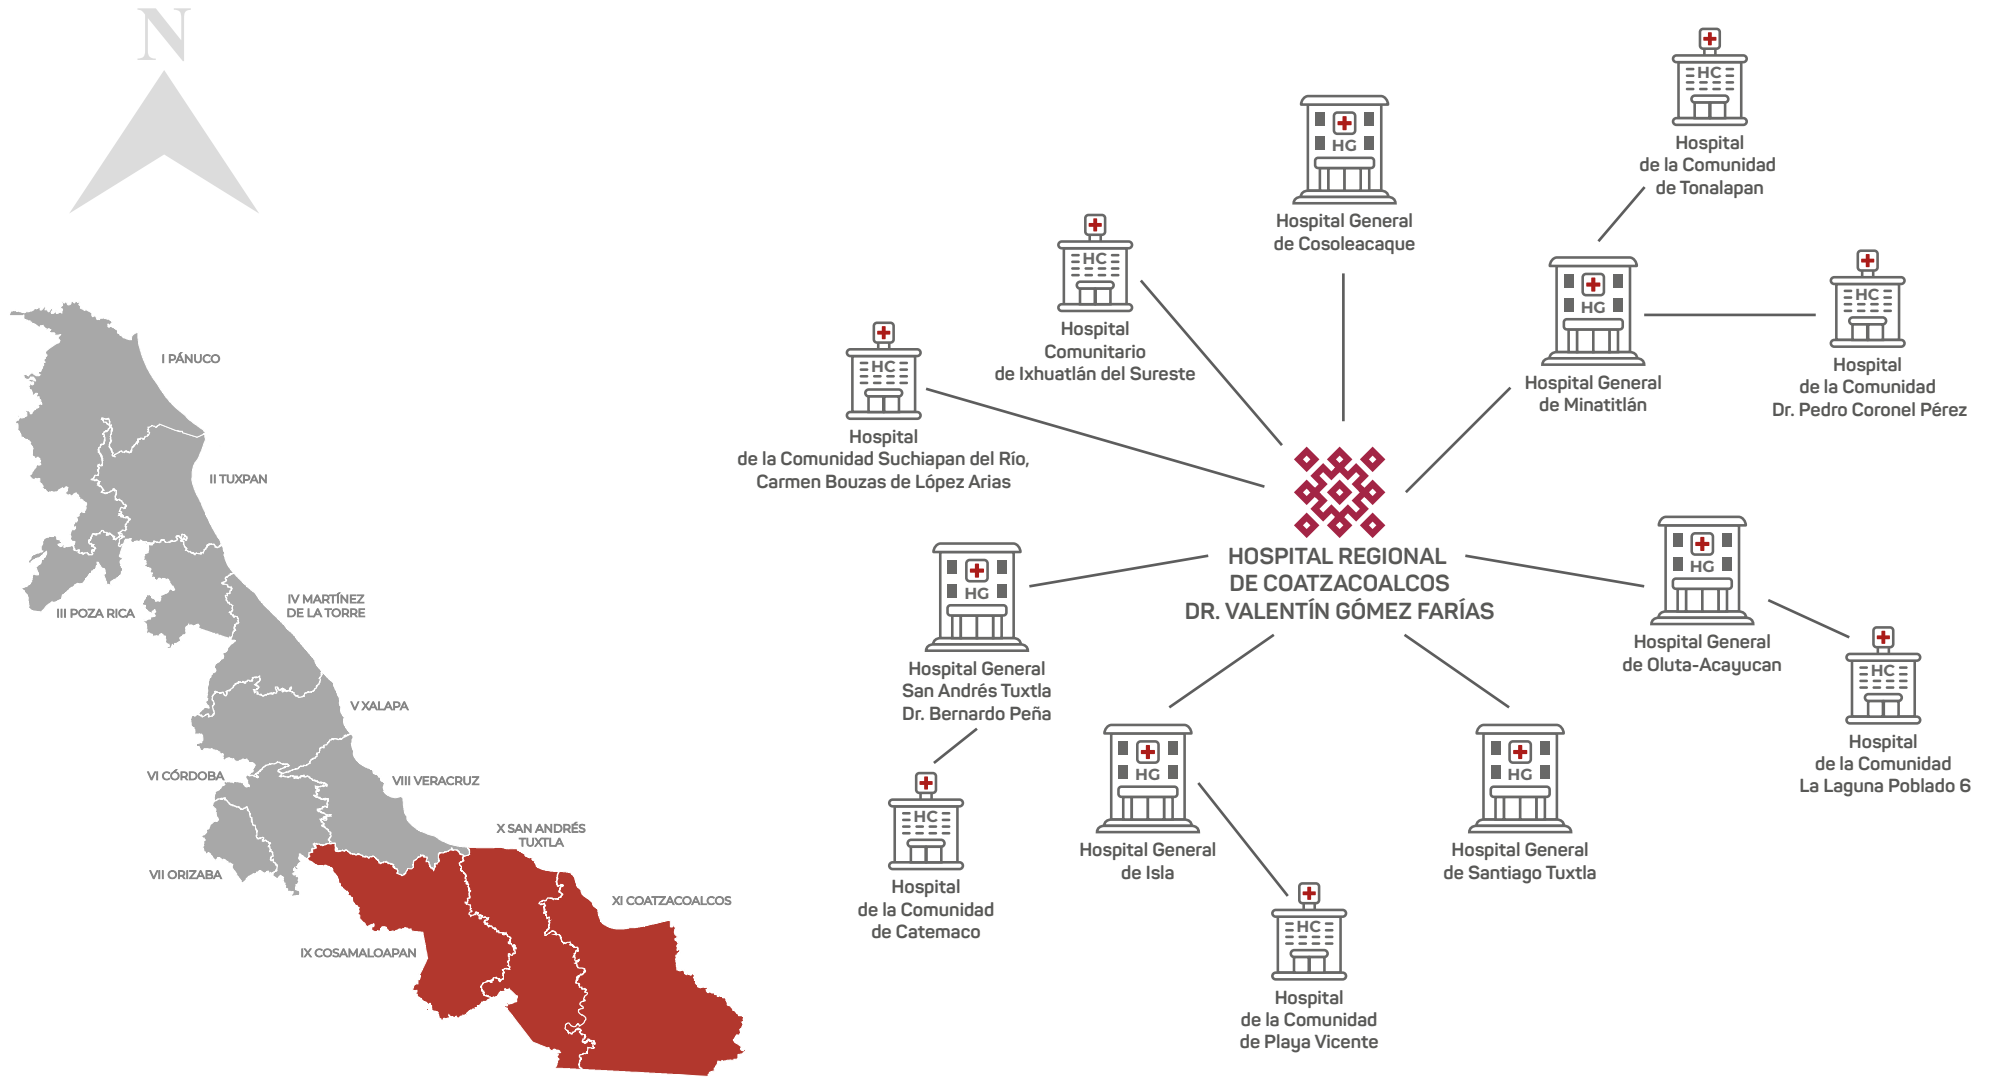 N
I PÁNUCO
II TUXPAN
III POZA RICA
IV MARTÍNEZ
DE LA TORRE
V XALAPA
VI CÓRDOBA
VIII VERACRUZ
VII ORIZABA
X SAN ANDRÉS
TUXTLA
XI COATZACOALCOS
IX COSAMALOAPAN
HC
Hospital
de la Comunidad
de Tonalapan
HG
Hospital General
de Cosoleacaque
HC
Hospital
Comunitario
de Ixhuatlán del Sureste
HG
Hospital General
de Minatitlán
HC
Hospital
de la Comunidad
Dr. Pedro Coronel Pérez
HC
Hospital
de la Comunidad Suchiapan del Río,
Carmen Bouzas de López Arias
HOSPITAL REGIONAL
DE COATZACOALCOS
DR. VALENTÍN GÓMEZ FARÍAS
HG
Hospital General
San Andrés Tuxtla
Dr. Bernardo Peña
HG
Hospital General
de Oluta-Acayucan
HC
Hospital
de la Comunidad
La Laguna Poblado 6
HG
Hospital General
de Isla
HG
Hospital General
de Santiago Tuxtla
HC
Hospital
de la Comunidad
de Catemaco
HC
Hospital
de la Comunidad
de Playa Vicente